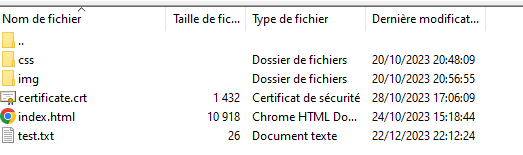 Nom de fichier Taille de fic... Type de fichier Dernière modificat...
..
css Dossier de fichiers 20/10/2023 20:48:09
img Dossier de fichiers 20/10/2023 20:56:55
certificate.crt 1 432 Certificat de sécurité 28/10/2023 17:06:09
index.html 10 918 Chrome HTML Do... 24/10/2023 15:18:44
test.txt 26 Document texte 22/12/2023 22:12:24